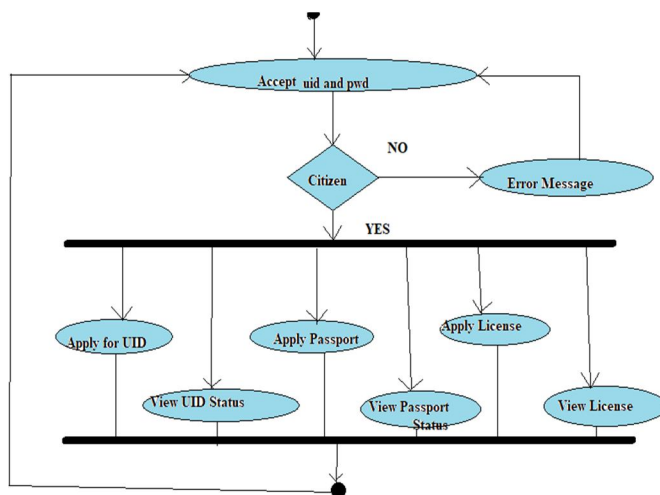 Accept uid and pwd
NO
Citizen
Error Message
YES
Apply for UID
Apply Passport
Apply License
View UID Status
View Passport
Status
View License